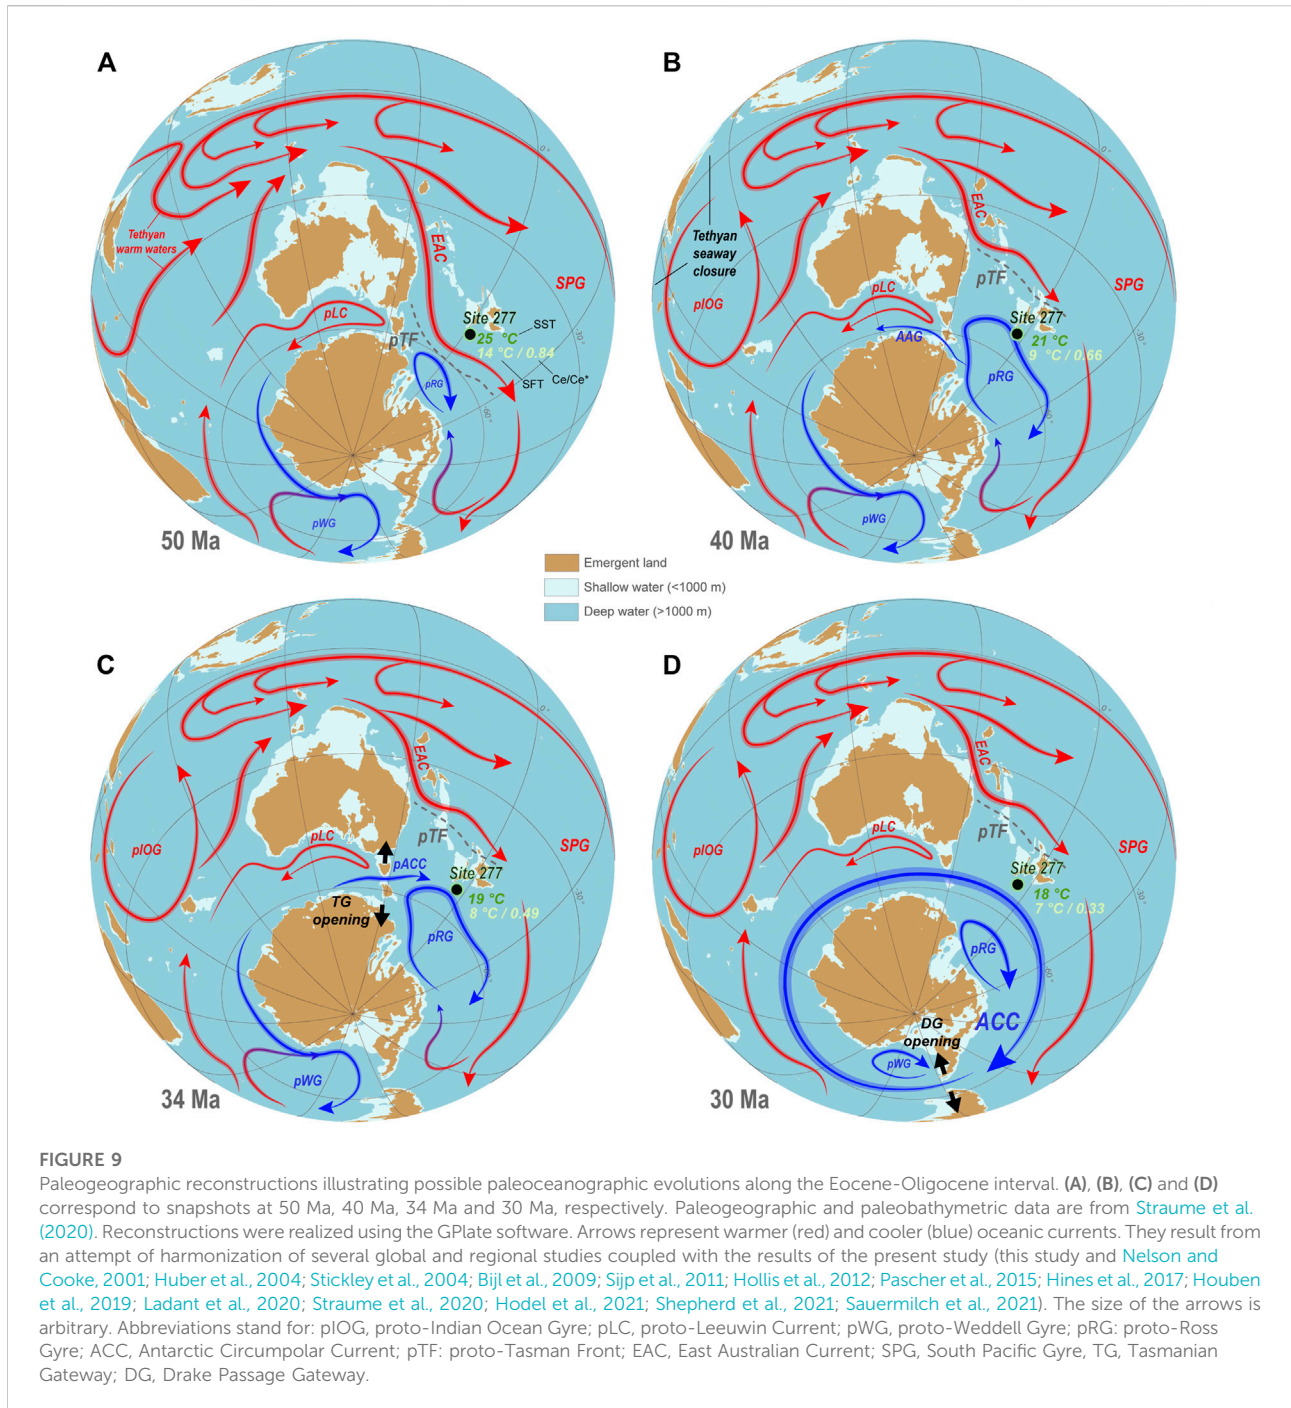 A
Tethyan
warm waters
EAC
SPG
0°
pLC
pTF
Site 277
25 °C
14 °C / 0.84
SST
SFT
Ce/Ce*
pRG
-30°
-60°
pWG
50 Ma
B
Tethyan
seaway
closure
pIOG
EAC
pTF
SPG
0°
pLC
AAG
Site 277
21 °C
9 °C / 0.66
pRG
-30°
-60°
pWG
40 Ma
Emergent land
Shallow water (<1000 m)
Deep water (>1000 m)
C
pIOG
EAC
SPG
0°
pLC
pTF
pACC
TG
opening
Site 277
19 °C
8 °C / 0.49
pRG
-30°
-60°
pWG
34 Ma
D
pIOG
EAC
pTF
SPG
0°
pLC
Site 277
18 °C
7 °C / 0.33
pRG
-30°
-60°
ACC
DG
opening
pWG
30 Ma
FIGURE 9
Paleogeographic reconstructions illustrating possible paleoceanographic evolutions along the Eocene-Oligocene interval. (A), (B), (C) and (D)
correspond to snapshots at 50 Ma, 40 Ma, 34 Ma and 30 Ma, respectively. Paleogeographic and paleobathymetric data are from Straume et al.
(2020). Reconstructions were realized using the GPlate software. Arrows represent warmer (red) and cooler (blue) oceanic currents. They result from
an attempt of harmonization of several global and regional studies coupled with the results of the present study (this study and Nelson and
Cooke, 2001; Huber et al., 2004; Stickley et al., 2004; Bijl et al., 2009; Sijp et al., 2011; Hollis et al., 2012; Pascher et al., 2015; Hines et al., 2017; Houben
et al., 2019; Ladant et al., 2020; Straume et al., 2020; Hodel et al., 2021; Shepherd et al., 2021; Sauermilch et al., 2021). The size of the arrows is
arbitrary. Abbreviations stand for: pIOG, proto-Indian Ocean Gyre; pLC, proto-Leeuwin Current; pWG, proto-Weddell Gyre; pRG: proto-Ross
Gyre; ACC, Antarctic Circumpolar Current; pTF: proto-Tasman Front; EAC, East Australian Current; SPG, South Pacific Gyre, TG, Tasmanian
Gateway; DG, Drake Passage Gateway.